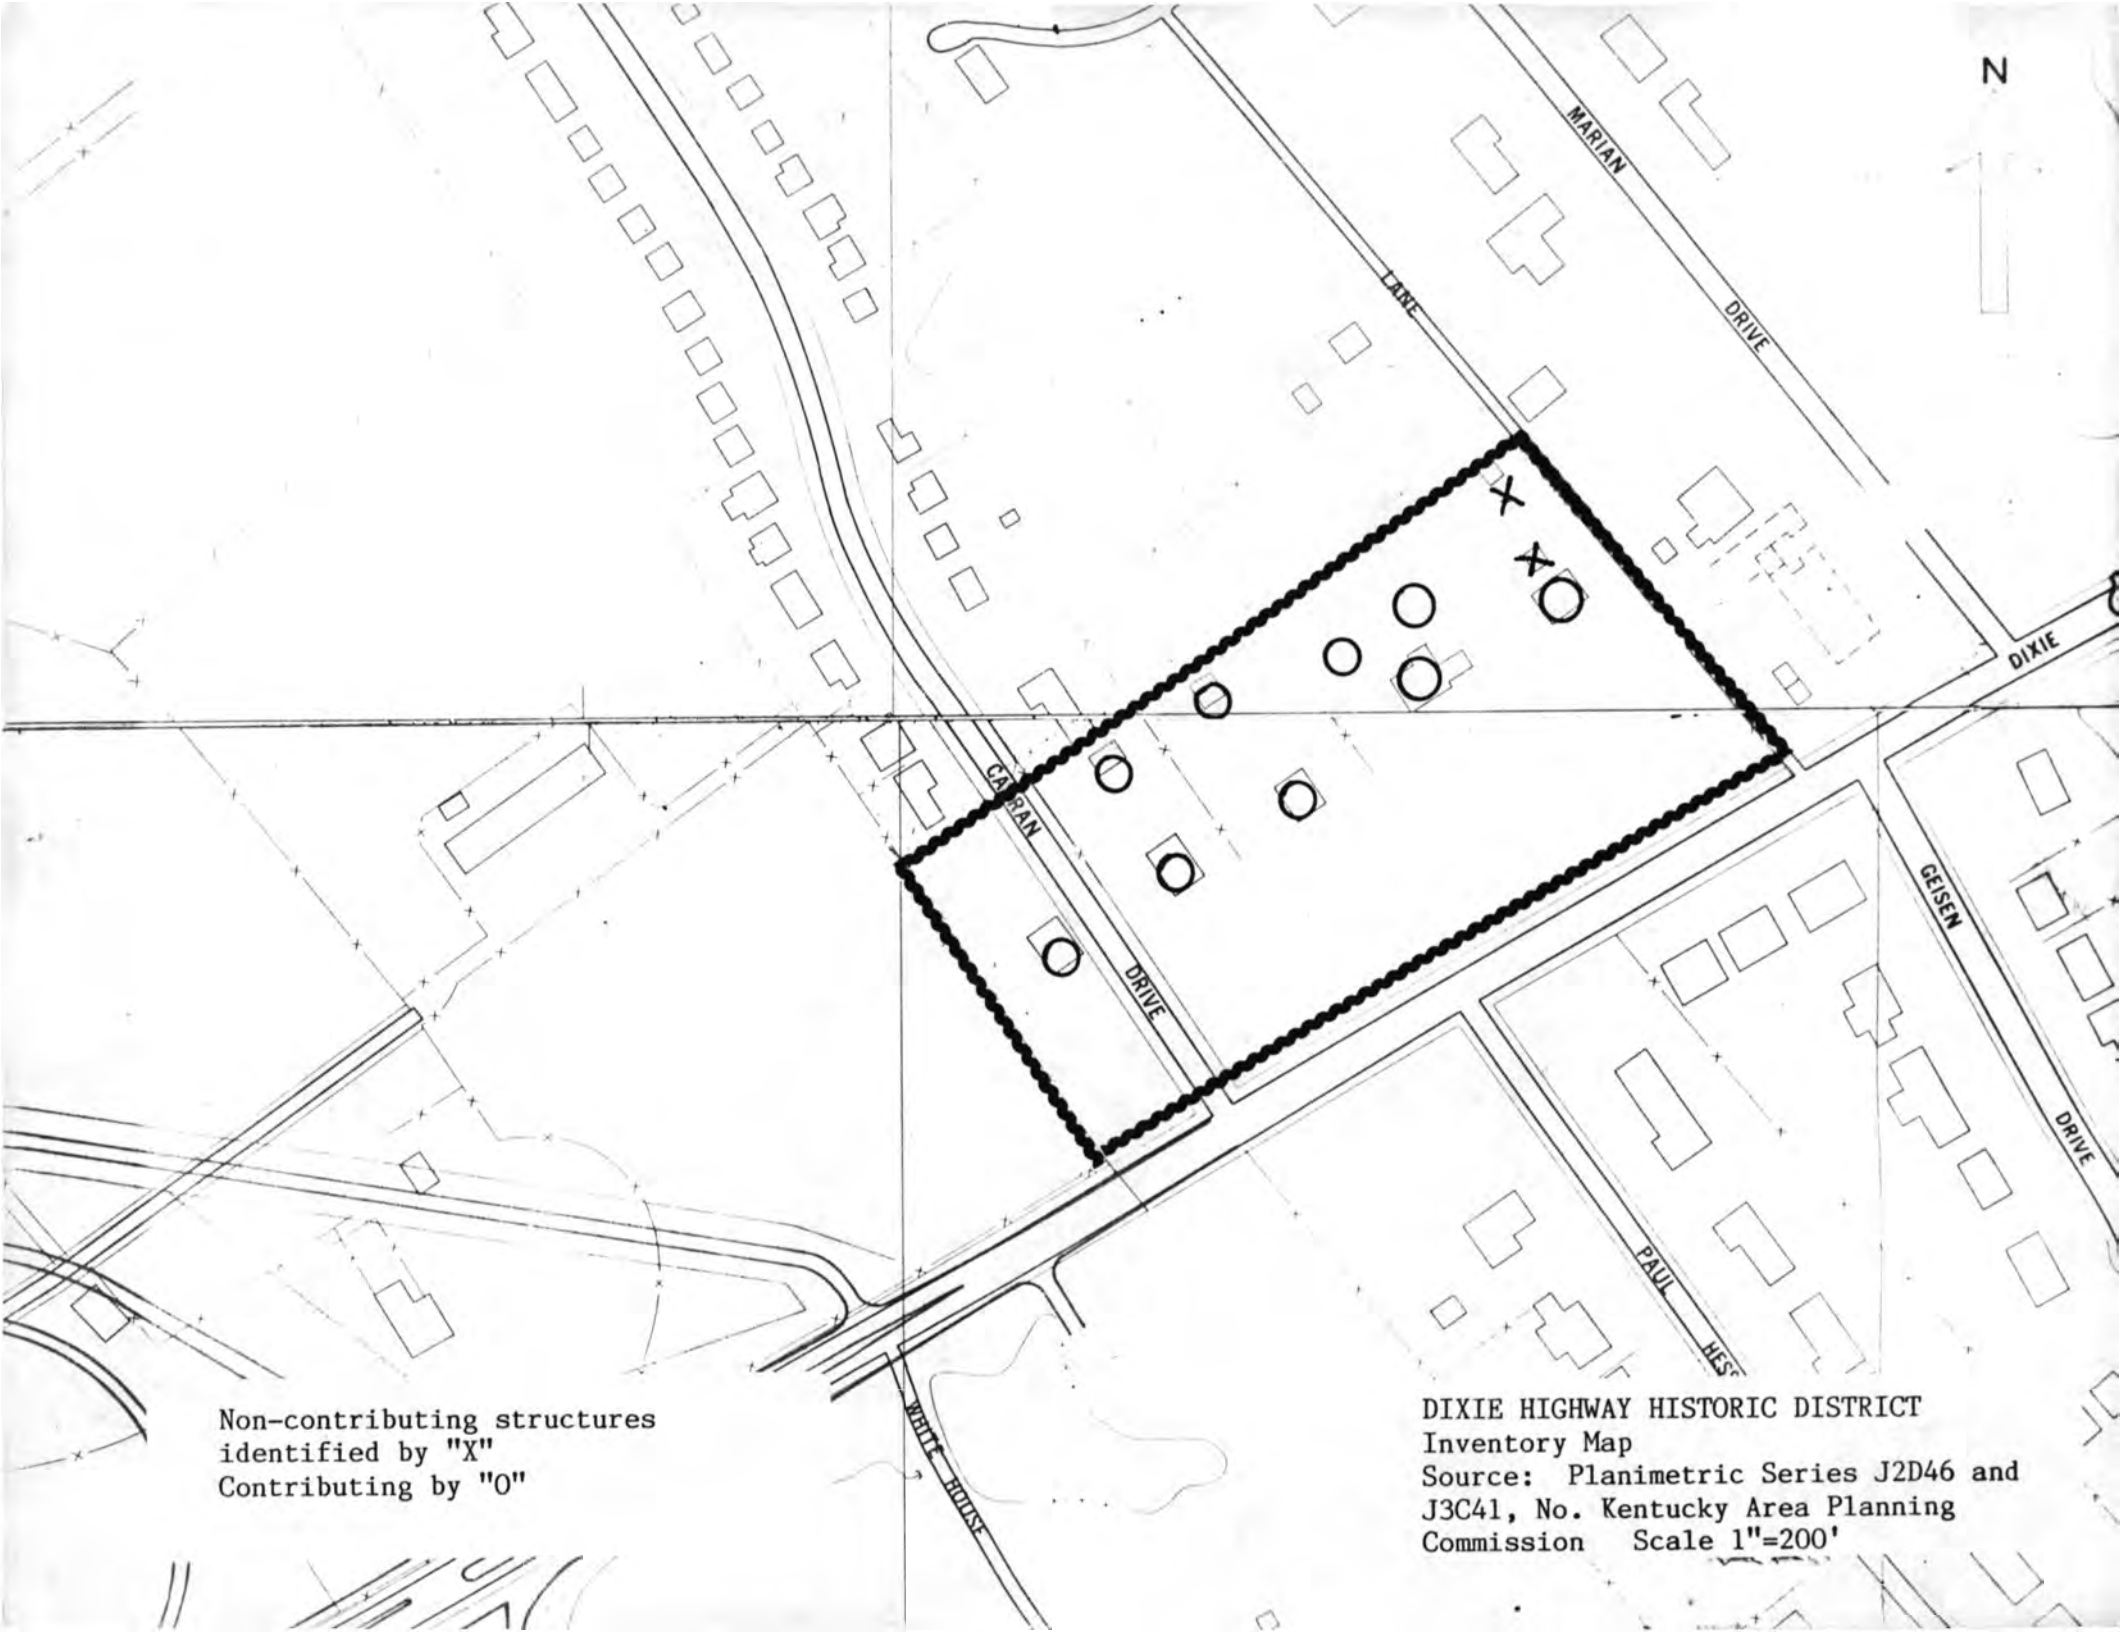 N
MARIAN
DRIVE
LANE
DIXIE
CARRAN
DRIVE
GEISEN
DRIVE
PAUL
WHITE HOUSE
Non-contributing structures
identified by "X"
Contributing by "O"
DIXIE HIGHWAY HISTORIC DISTRICT
Inventory Map
Source: Planimetric Series J2D46 and
J3C41, No. Kentucky Area Planning
Commission Scale 1"=200'